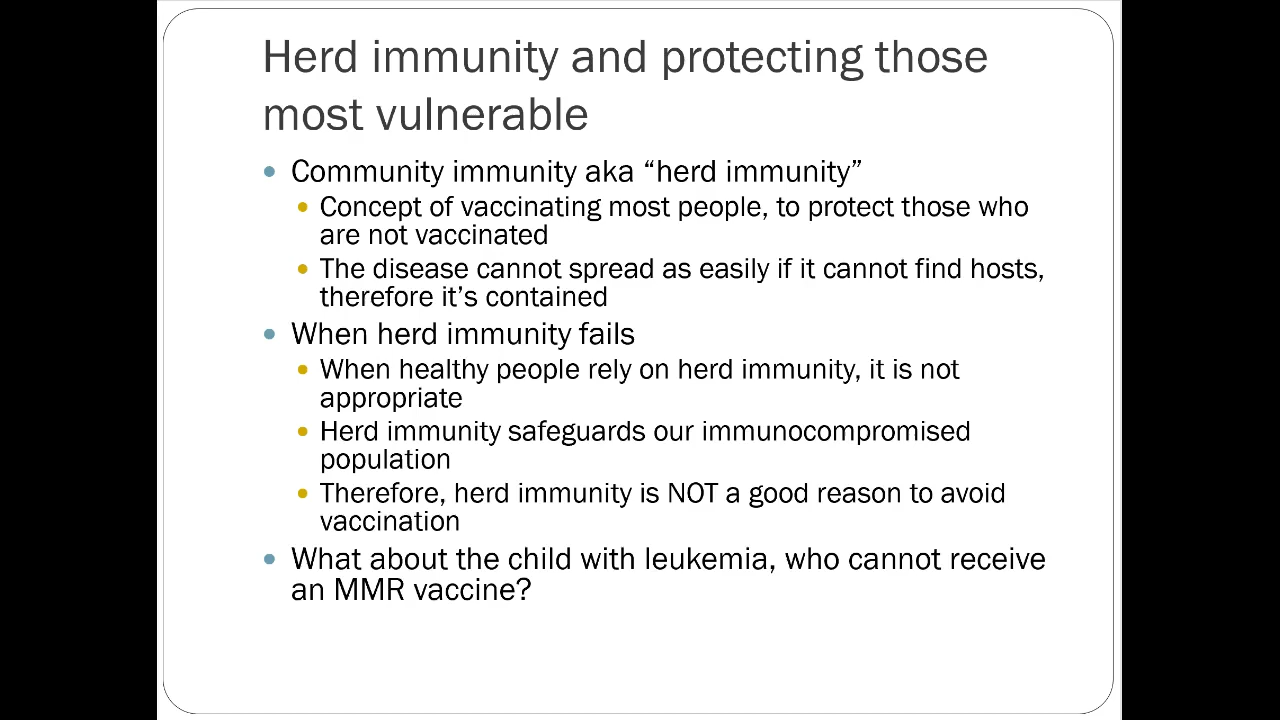 Herd immunity and protecting those
most vulnerable
Community immunity aka “herd immunity”
Concept of vaccinating most people, to protect those who
are not vaccinated
The disease cannot spread as easily if it cannot find hosts,
therefore it’s contained
When herd immunity fails
When healthy people rely on herd immunity, it is not
appropriate
Herd immunity safeguards our immunocompromised
population
Therefore, herd immunity is NOT a good reason to avoid
vaccination
What about the child with leukemia, who cannot receive
an MMR vaccine?